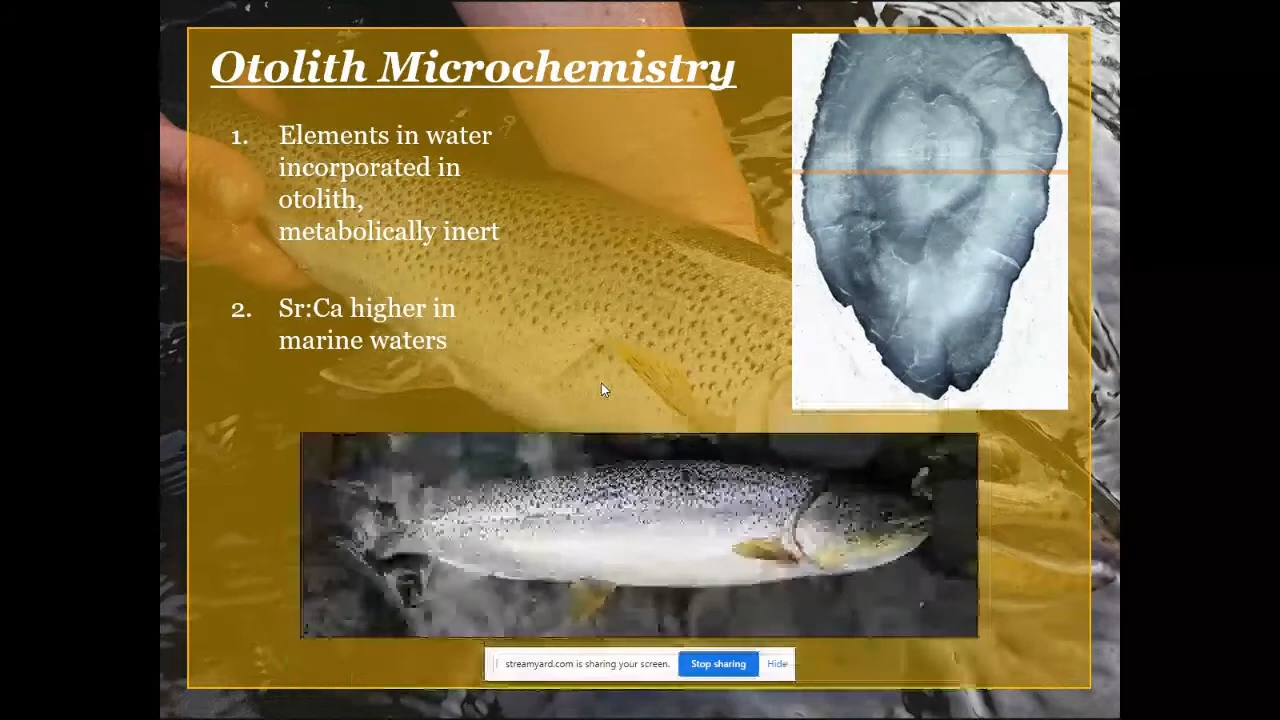 Otolith Microchemistry
1. Elements in water
incorporated in
otolith,
metabolically inert
2. Sr:Ca higher in
marine waters
streamyard.com is sharing your screen. Stop sharing Hide